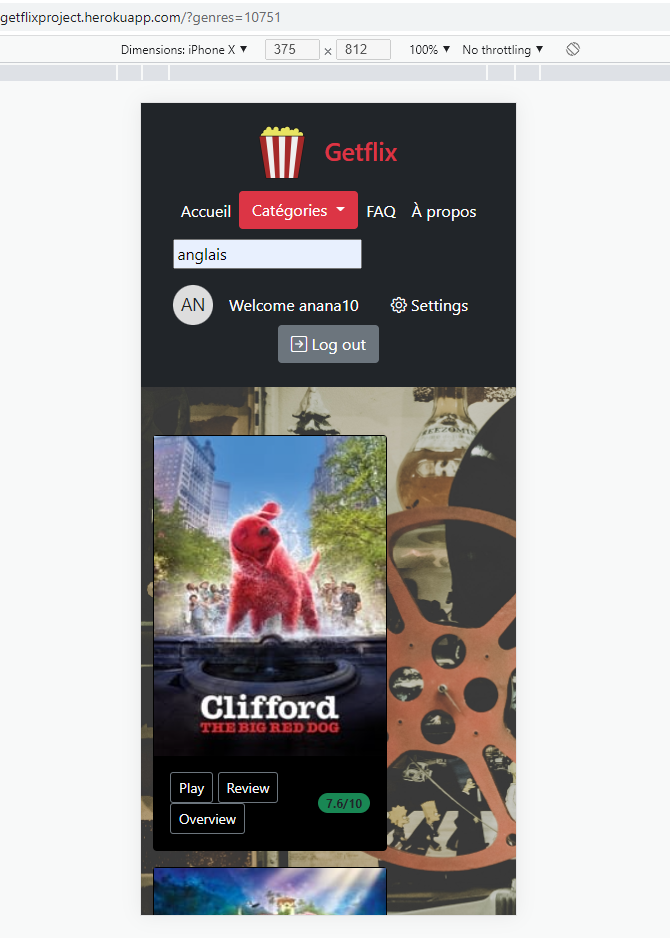 getflixproject.herokuapp.com/?genres=10751
Dimensions: iPhone X ▼ 375 × 812 100% ▼ No throttling ▼
Getflix
Accueil Catégories FAQ À propos
anglais
AN Welcome anana10 Settings
Log out
Clifford
THE BIG RED DOG
Play Review
7.6/10
Overview